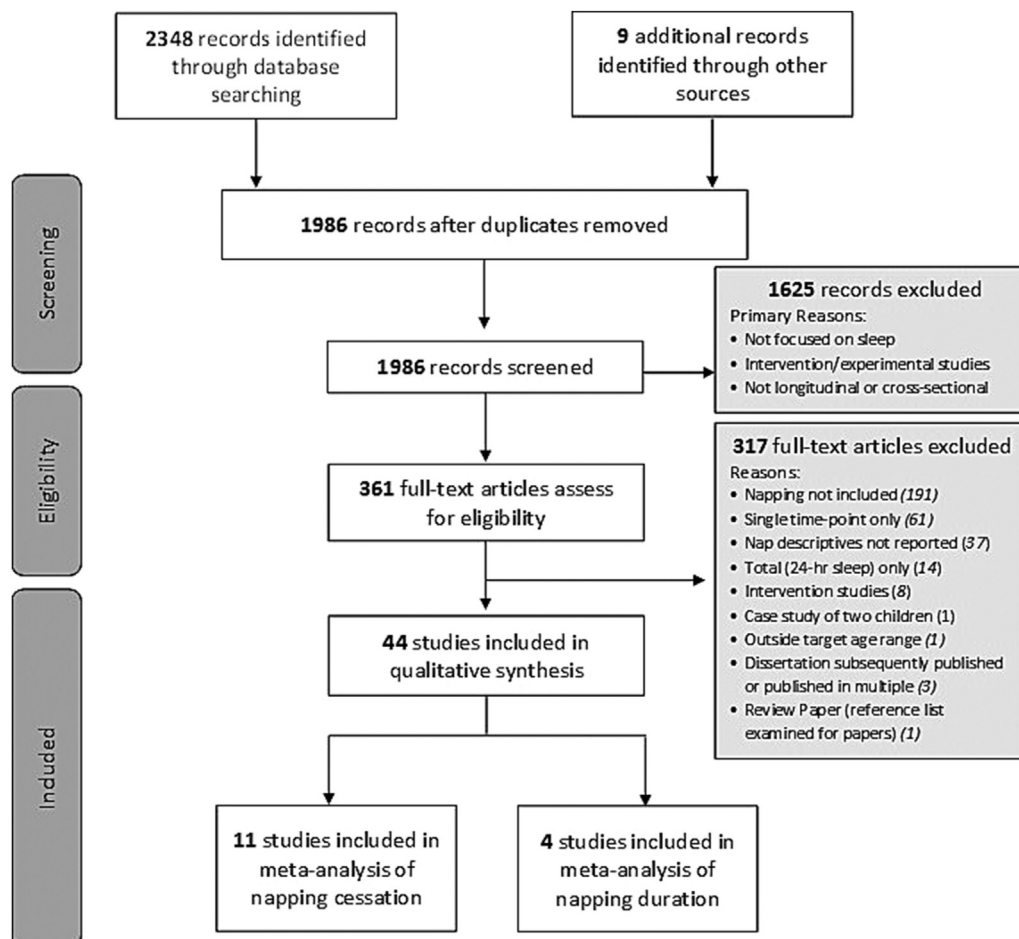 2348 records identified
through database
searching
9 additional records
identified through other
sources
Screening
1986 records after duplicates removed
1625 records excluded
Primary Reasons:
• Not focused on sleep
• Intervention/experimental studies
• Not longitudinal or cross-sectional
1986 records screened
Eligibility
317 full-text articles excluded
Reasons:
• Napping not included (191)
• Single time-point only (61)
• Nap descriptives not reported (37)
• Total (24-hr sleep) only (14)
• Intervention studies (8)
• Case study of two children (1)
• Outside target age range (1)
• Dissertation subsequently published
or published in multiple (3)
• Review Paper (reference list
examined for papers) (1)
361 full-text articles assess
for eligibility
Included
44 studies included in
qualitative synthesis
11 studies included in
meta-analysis of
napping cessation
4 studies included in
meta-analysis of
napping duration